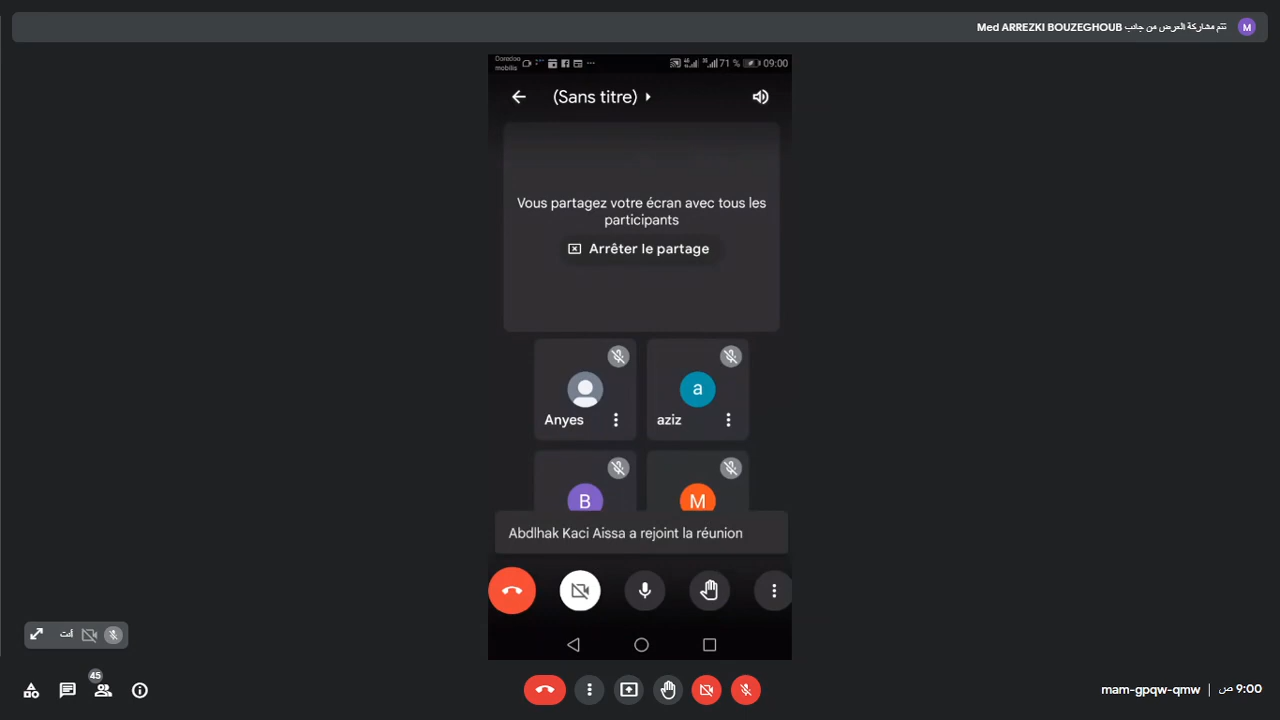 تتم مشاركة العرض من جانب Med ARREZKI BOUZEGHOUB
M
Ooredoo
mobilis
71 %
09:00
(Sans titre)
Vous partagez votre écran avec tous les
participants
Arrêter le partage
Anyes
a
aziz
B
M
Abdlhak Kaci Aissa a rejoint la réunion
أنت
45
mam-gpqw-qmw | 9:00 ص